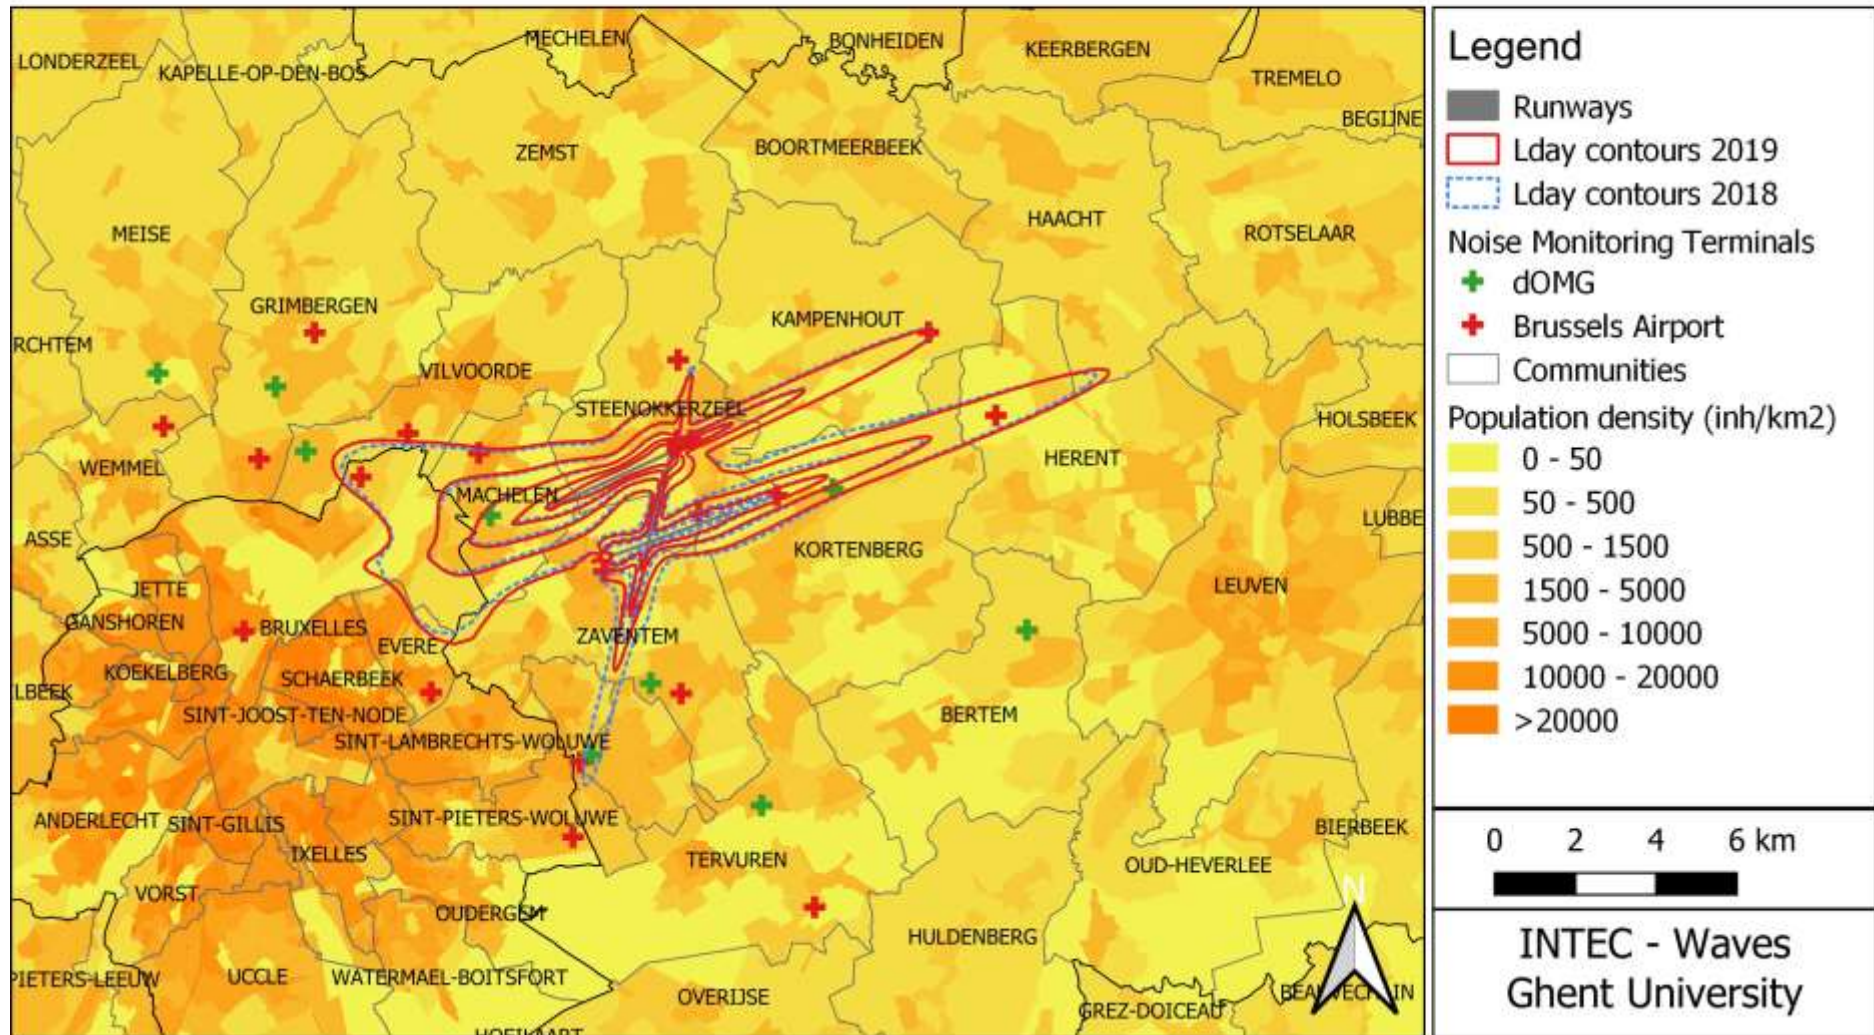 MECHELEN
BONHEIDEN
KEERBERGEN
LONDERZEEL
KAPELLE-OP-DEN-BOS
TREMELO
BEGIJNE
ZEMST
BOORTMEERBEEK
HAACHT
MEISE
ROTSELAAR
GRIMBERGEN
KAMPENHOUT
RCHTEM
VILVOORDE
STEENOKKERZEEL
HOLSBEEK
WEMMEL
HERENT
MACHELEN
LUBBE
ASSE
KORTENBERG
JETTE
LEUVEN
GANSHOREN
BRUXELLES
ZAVENTEM
EVERE
KOEKELBERG
SCHAERBEEK
LBEEK
SINT-JOOST-TEN-NODE
BERTEM
SINT-LAMBRECHTS-WOLUWE
ANDERLECHT
SINT-GILLIS
SINT-PIETERS-WOLUWE
BIERBEEK
IXELLES
TERVUREN
OUD-HEVERLEE
VORST
OUDERGEM
HULDENBERG
PIETERS-LEEUW
UCCLE
WATERMAEL-BOITSFORT
OVERIJSE
GREZ-DOICEAU
N
Legend
Runways
Lday contours 2019
Lday contours 2018
Noise Monitoring Terminals
dOMG
Brussels Airport
Communities
Population density (inh/km2)
0 - 50
50 - 500
500 - 1500
1500 - 5000
5000 - 10000
10000 - 20000
>20000
0 2 4 6 km
INTEC - Waves
Ghent University